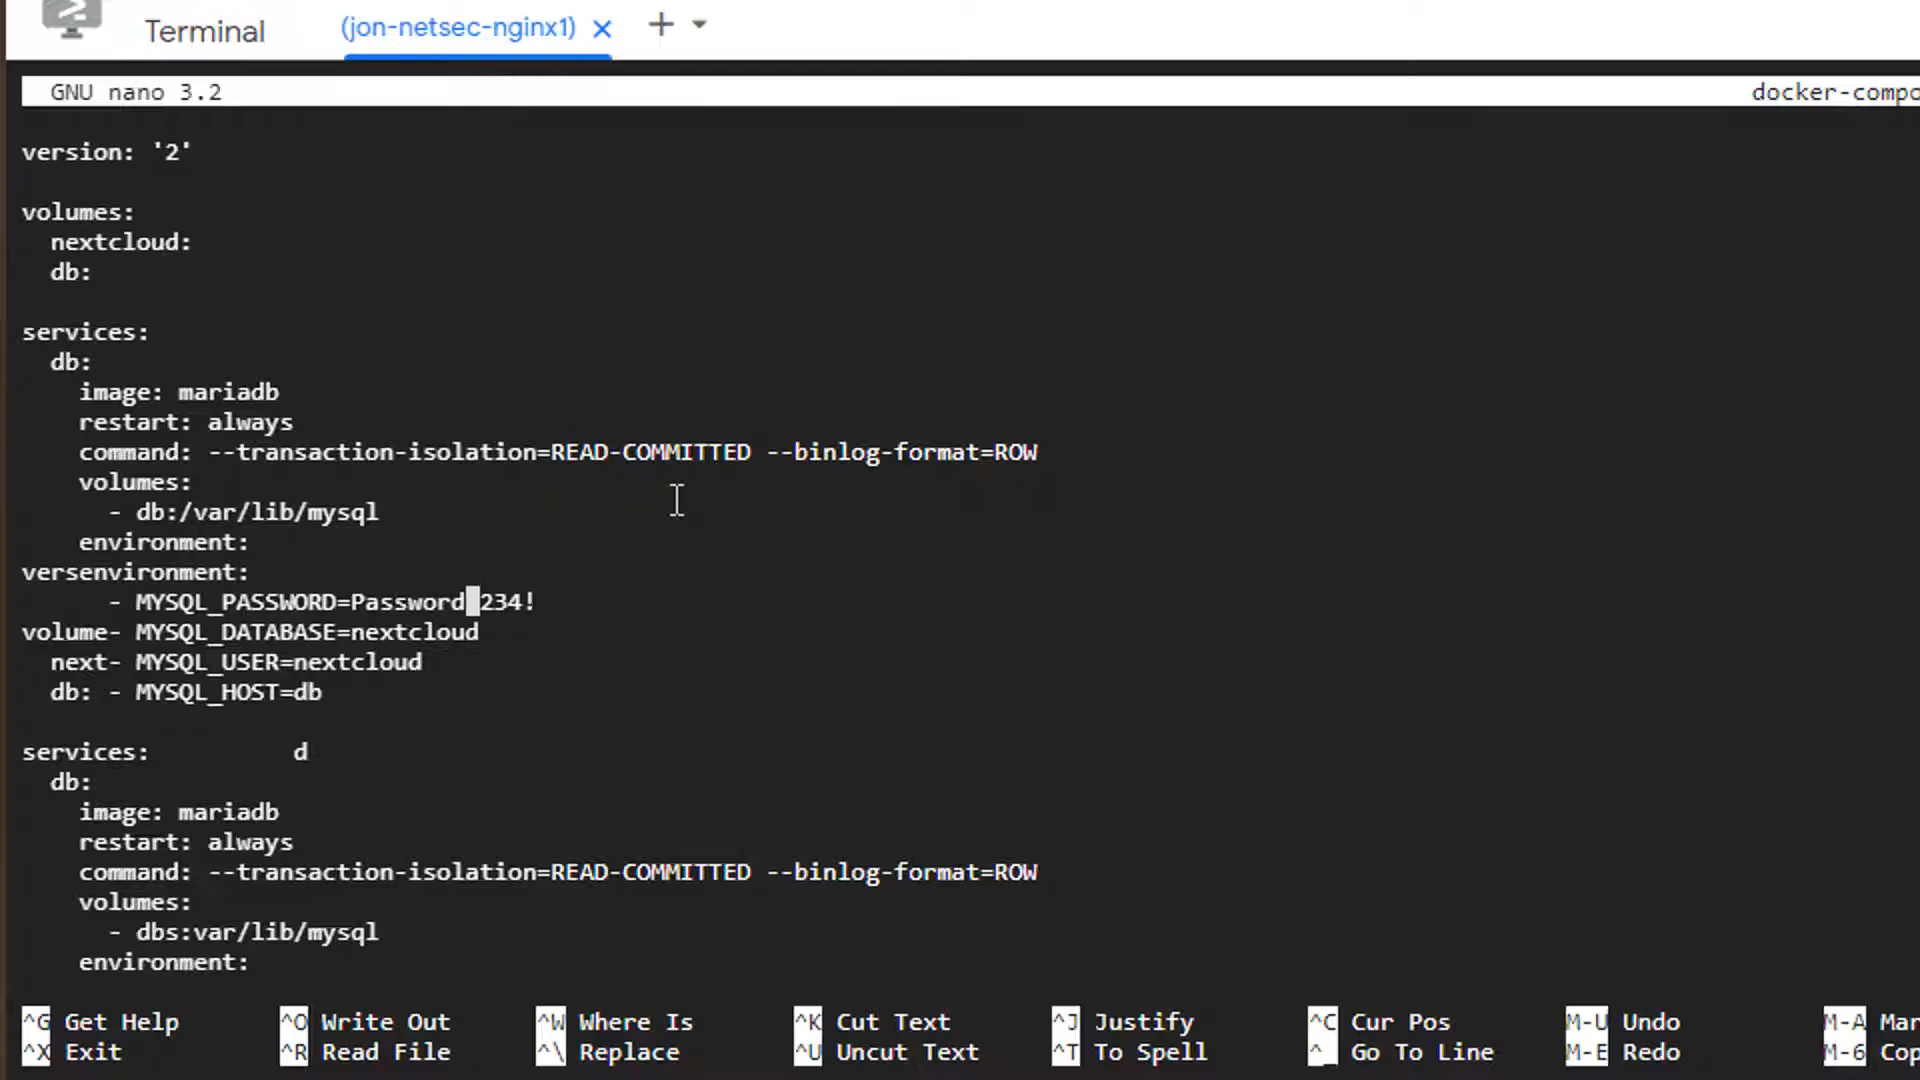 Terminal
(jon-netsec-nginx1)
GNU nano 3.2 docker-compo
version: '2'
volumes:
nextcloud:
db:
services:
db:
image: mariadb
restart: always
command: --transaction-isolation=READ-COMMITTED --binlog-format=ROW
volumes:
- db:/var/lib/mysql
environment:
versenvironment:
- MYSQL_PASSWORD=Password 234!
volume- MYSQL_DATABASE=nextcloud
next- MYSQL_USER=nextcloud
db: - MYSQL_HOST=db
services: d
db:
image: mariadb
restart: always
command: --transaction-isolation=READ-COMMITTED --binlog-format=ROW
volumes:
- dbs:var/lib/mysql
environment:
^G Get Help ^O Write Out ^W Where Is ^K Cut Text ^J Justify ^C Cur Pos M-U Undo M-A Mar
^X Exit ^R Read File ^\ Replace ^U Uncut Text ^T To Spell ^_ Go To Line M-E Redo M-6 Cop